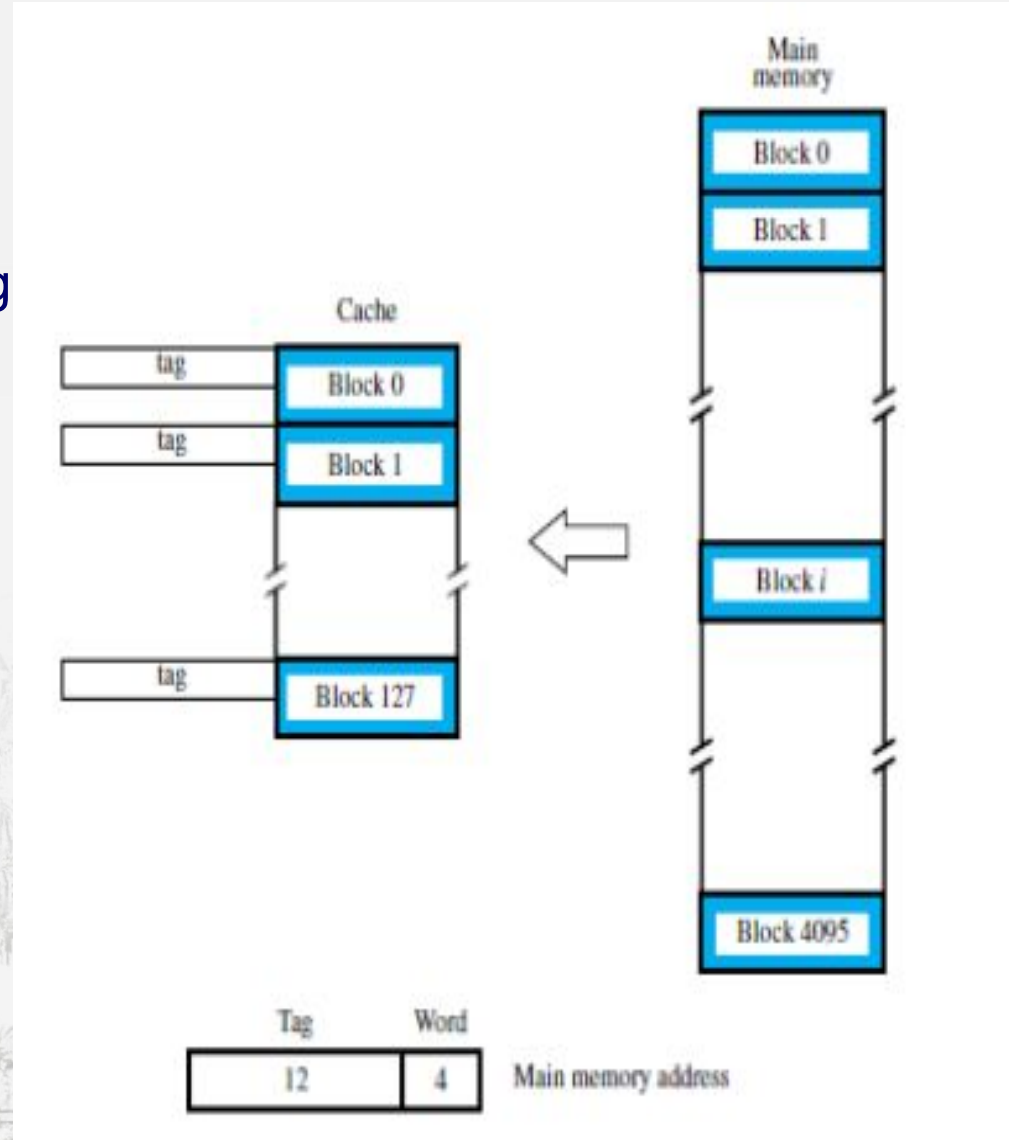 Main
memory
Block 0
Block 1
g
Cache
tag
Block 0
tag
Block 1
Block i
tag
Block 127
Block 4095
Tag Word
12 4 Main memory address